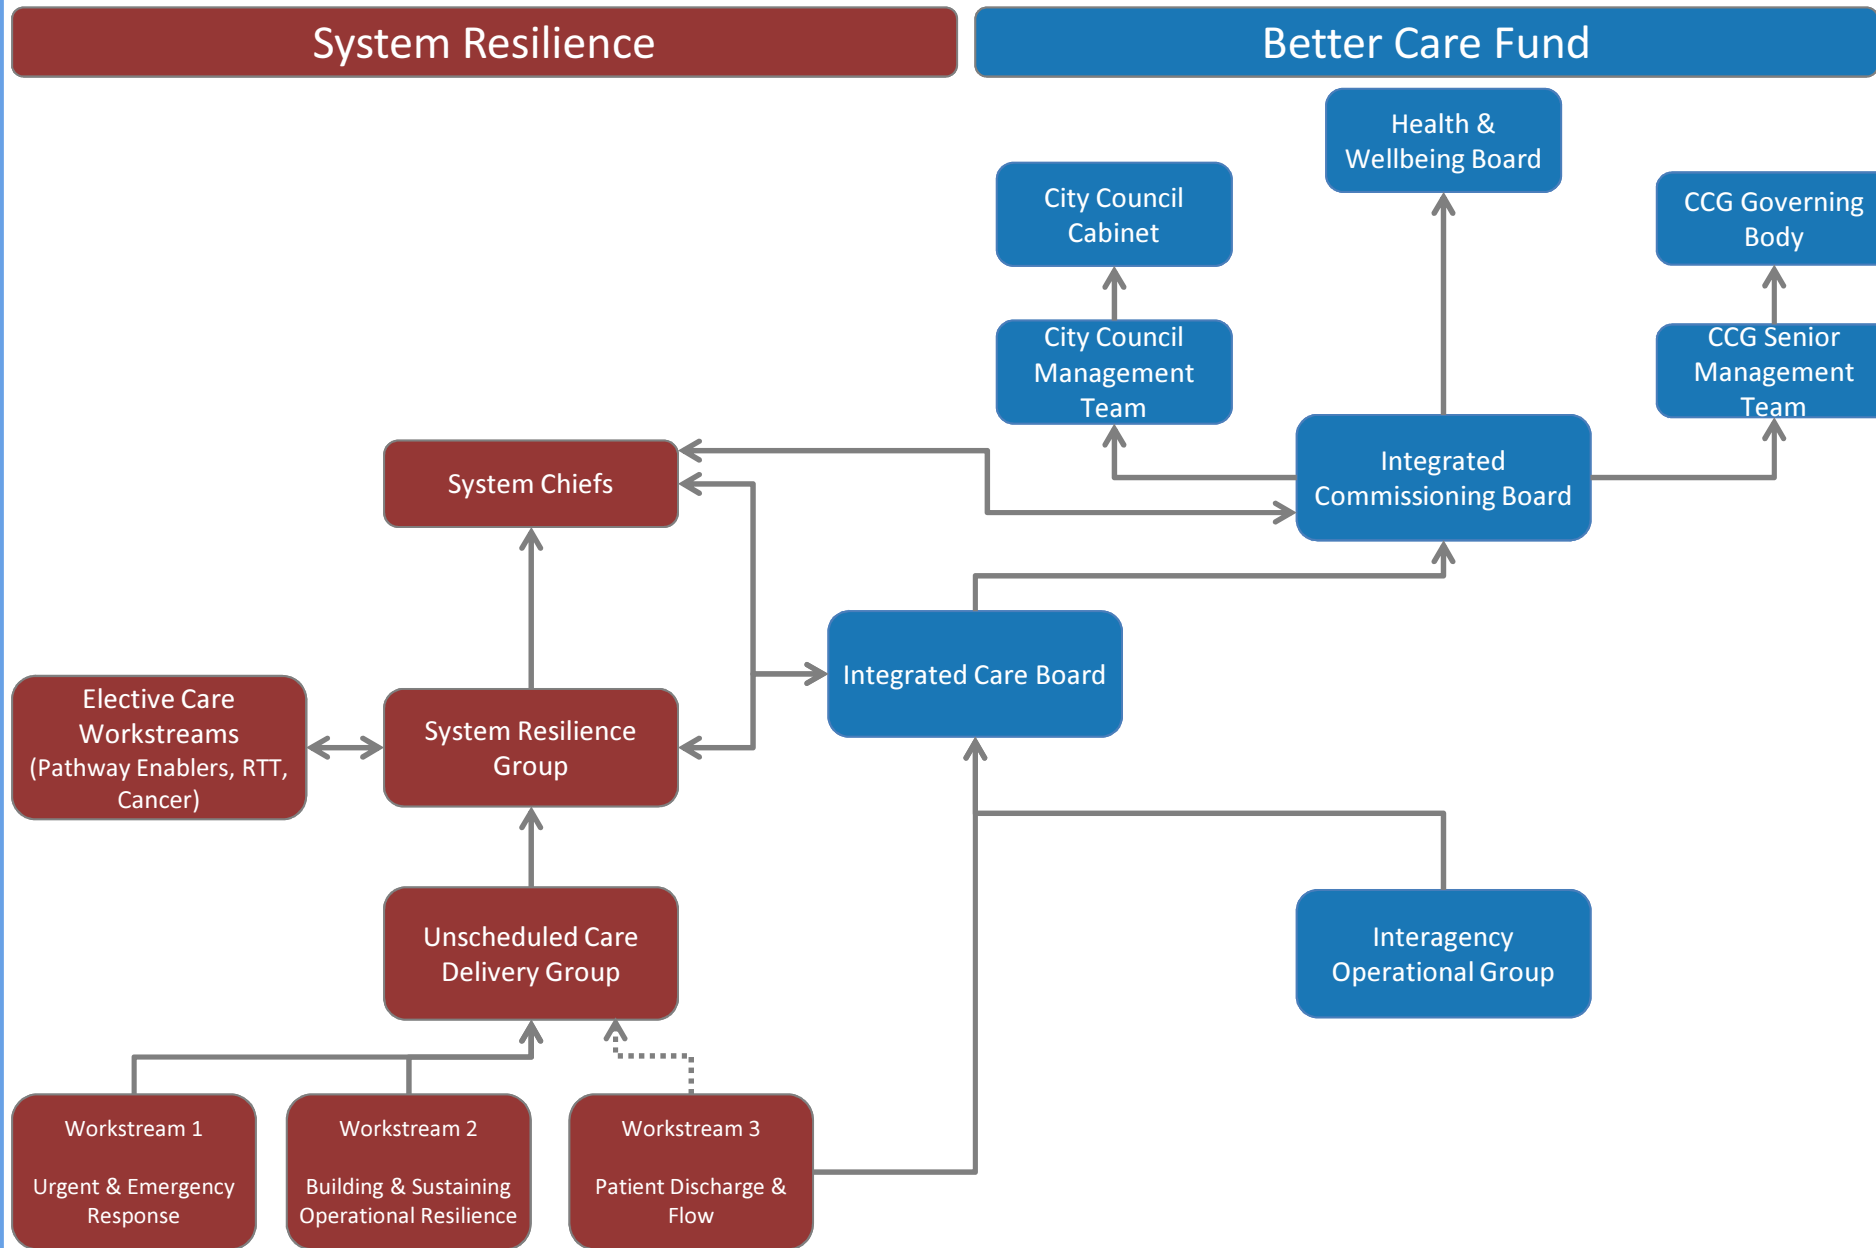 System Resilience
Better Care Fund
Health &
Wellbeing Board
City Council
Cabinet
CCG Governing
Body
City Council
Management
Team
CCG Senior
Management
Team
System Chiefs
Integrated
Commissioning Board
Integrated Care Board
Elective Care
Workstreams
(Pathway Enablers, RTT,
Cancer)
System Resilience
Group
Unscheduled Care
Delivery Group
Interagency
Operational Group
Workstream 1
Urgent & Emergency
Response
Workstream 2
Building & Sustaining
Operational Resilience
Workstream 3
Patient Discharge &
Flow